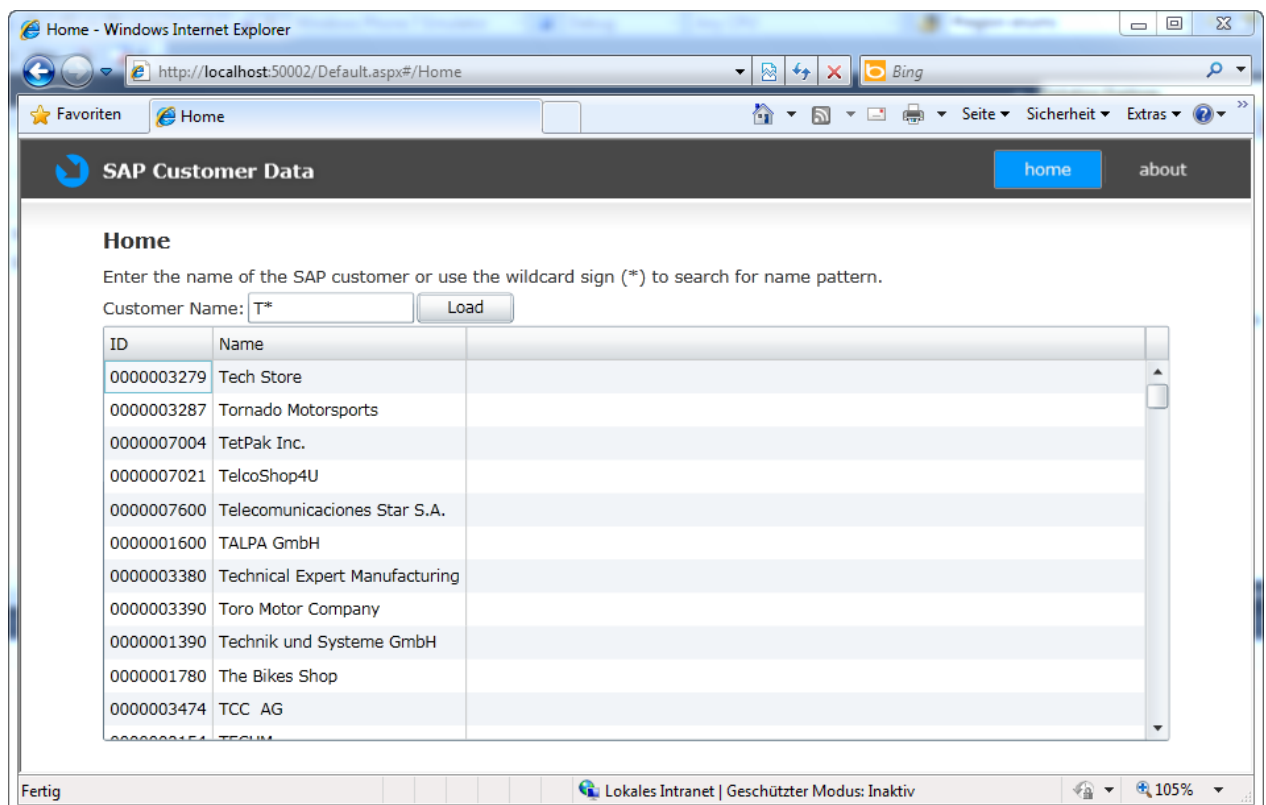 Home - Windows Internet Explorer
http://localhost:50002/Default.aspx#/Home
Bing
Favoriten Home Seite Sicherheit Extras
SAP Customer Data home about
Home
Enter the name of the SAP customer or use the wildcard sign (*) to search for name pattern.
Customer Name: T* Load
ID Name
0000003279 Tech Store
0000003287 Tornado Motorsports
0000007004 TetPak Inc.
0000007021 TelcoShop4U
0000007600 Telecomunicaciones Star S.A.
0000001600 TALPA GmbH
0000003380 Technical Expert Manufacturing
0000003390 Toro Motor Company
0000001390 Technik und Systeme GmbH
0000001780 The Bikes Shop
0000003474 TCC AG
Fertig Lokales Intranet | Geschützter Modus: Inaktiv 105%